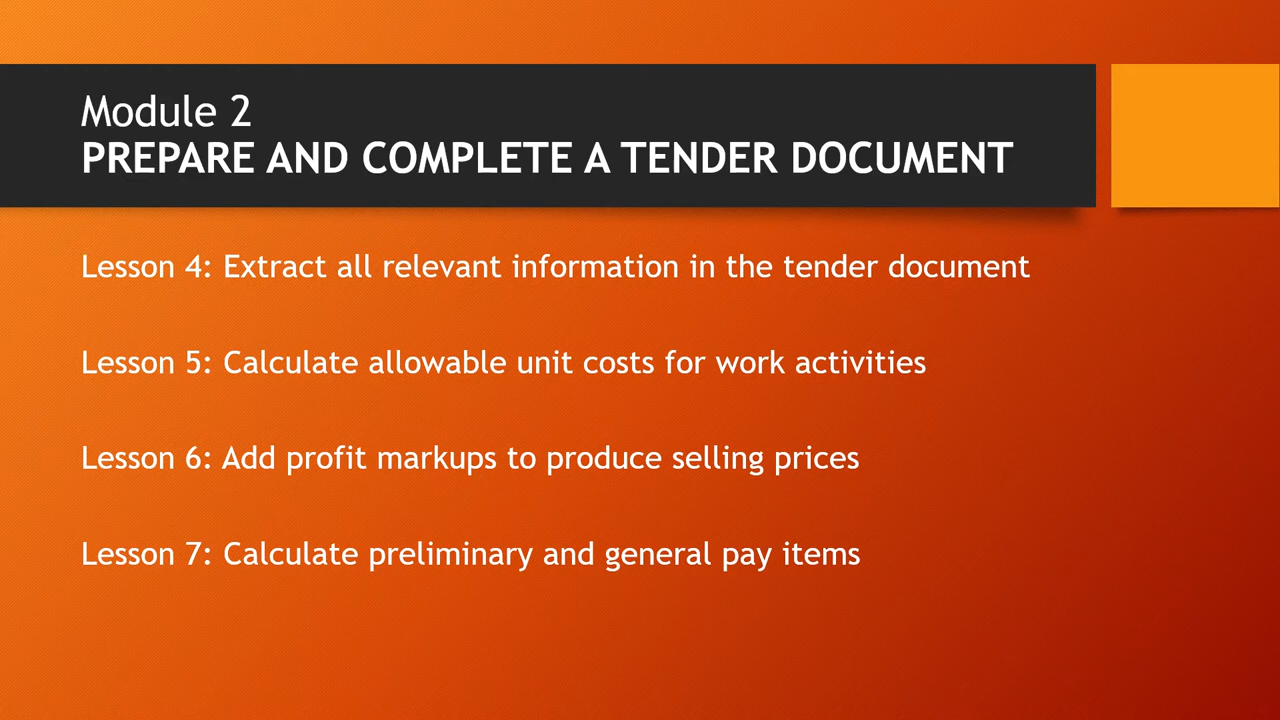 Module 2
PREPARE AND COMPLETE A TENDER DOCUMENT
Lesson 4: Extract all relevant information in the tender document
Lesson 5: Calculate allowable unit costs for work activities
Lesson 6: Add profit markups to produce selling prices
Lesson 7: Calculate preliminary and general pay items